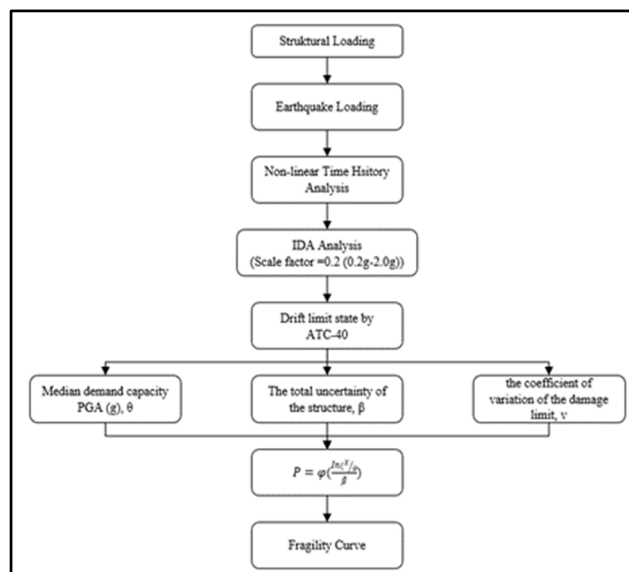 Struktural Loading
Earthquake Loading
Non-linear Time Hsitory
Analysis
IDA Analysis
(Scale factor =0.2 (0.2g-2.0g))
Drift limit state by
ATC-40
Median demand capacity
PGA (g), θ
The total uncertainty of
the structure, β
the coefficient of
variation of the damage
limit, v
P = φ(In(X/θ)/β)
Fragility Curve